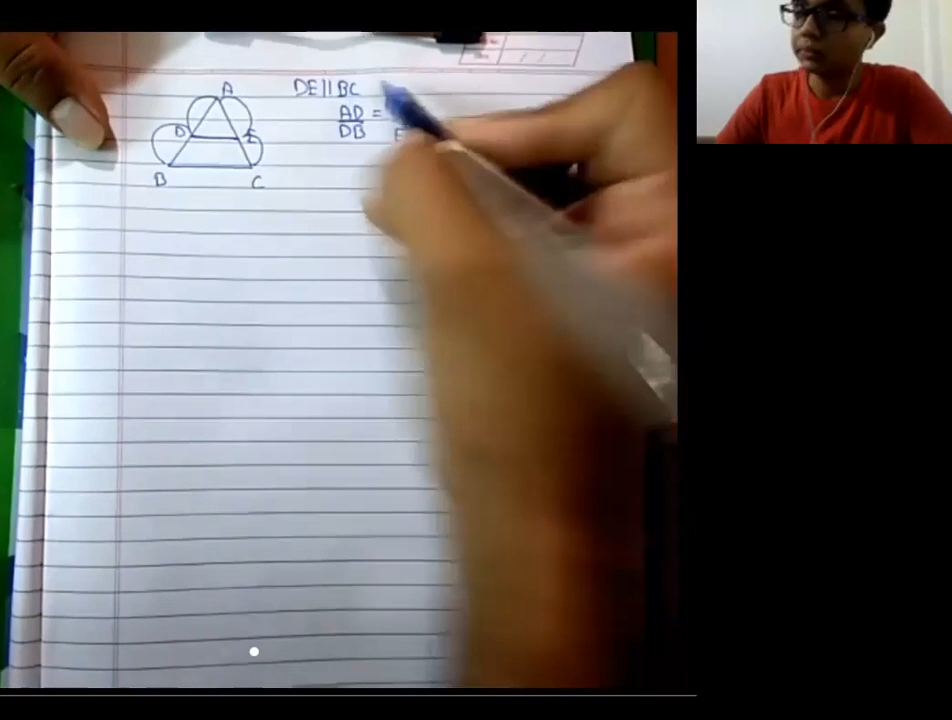 A
DE||BC
D E
AD =
DB E
B C